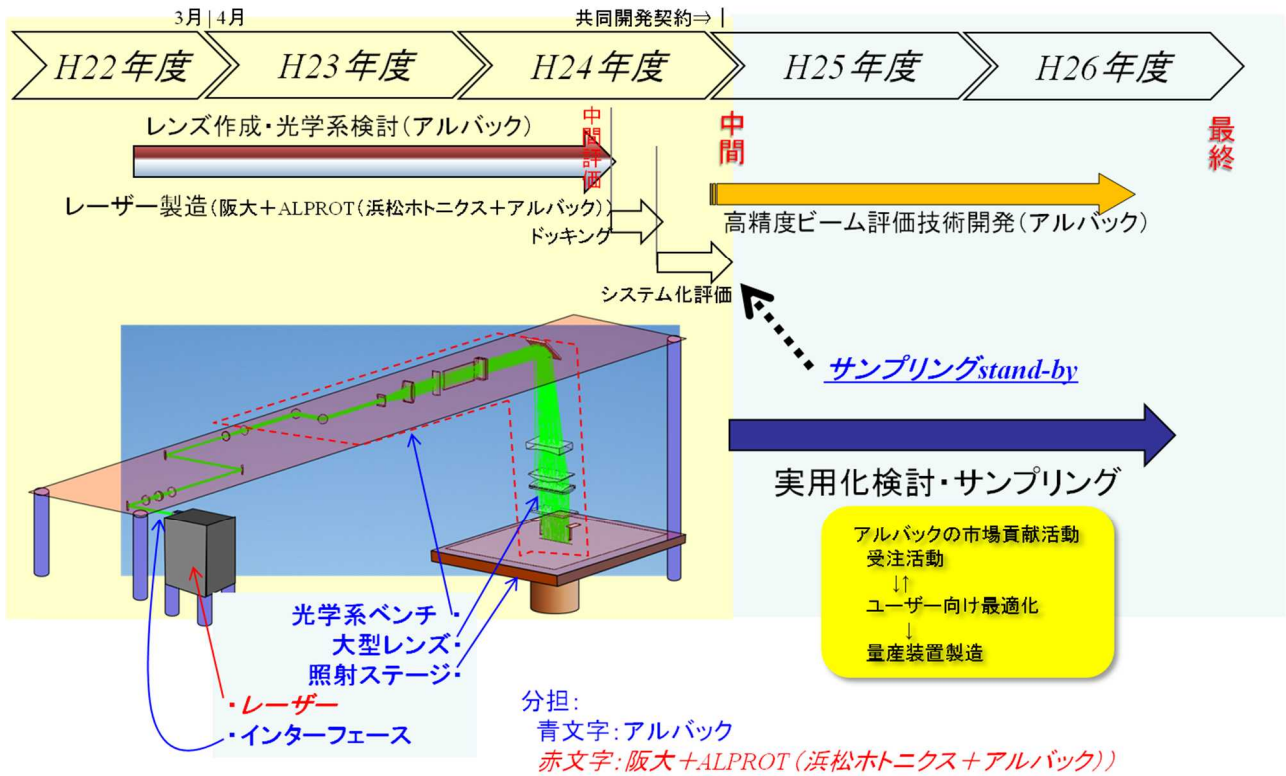 3月|4月
共同開発契約⇒|
H22年度
H23年度
H24年度
H25年度
H26年度
レンズ作成・光学系検討(アルバック)
中間評価
中間
最終
レーザー製造(阪大＋ALPROT(浜松ホトニクス＋アルバック))
ドッキング
高精度ビーム評価技術開発(アルバック)
システム化評価
サンプリングstand-by
実用化検討・サンプリング
アルバックの市場貢献活動
受注活動
↓↑
ユーザー向け最適化
↓
量産装置製造
光学系ベンチ・
大型レンズ・
照射ステージ・
・レーザー
・インターフェース
分担：
青文字：アルバック
赤文字：阪大＋ALPROT(浜松ホトニクス＋アルバック))